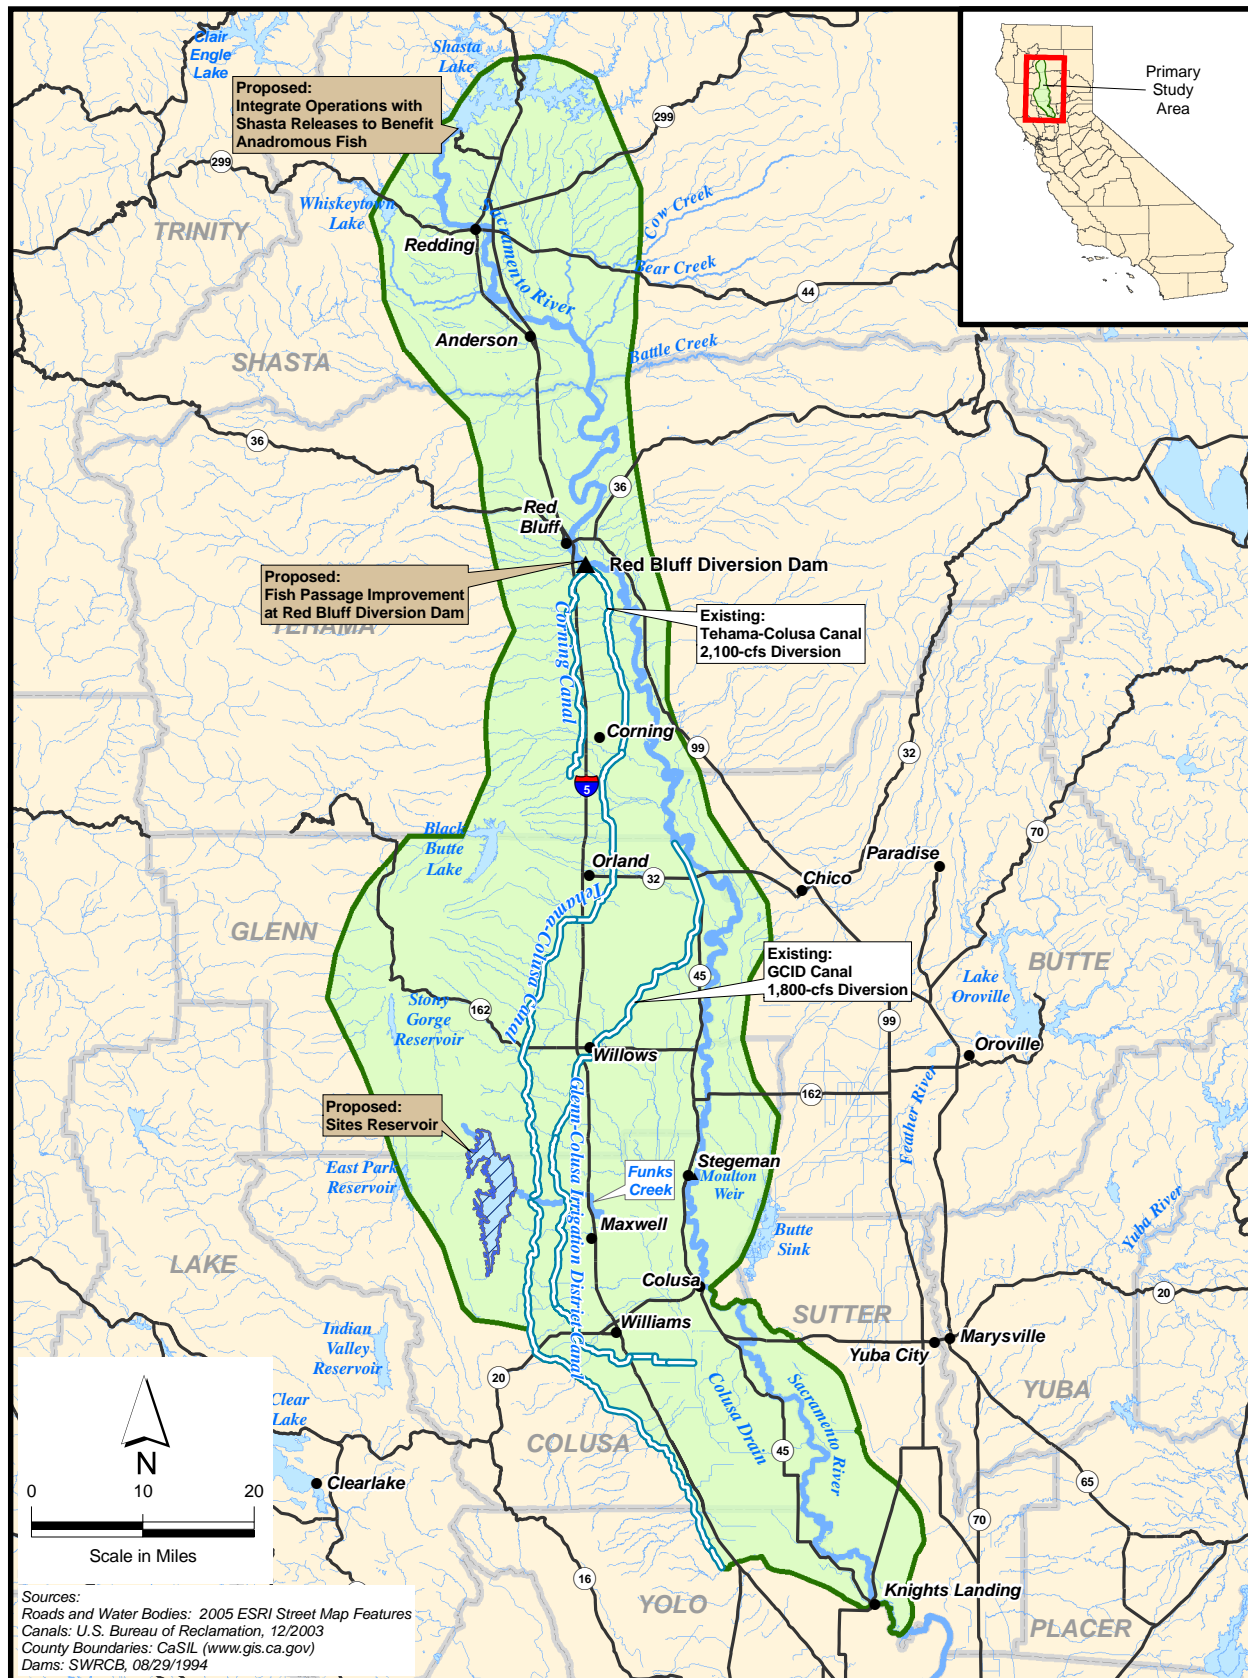 Clair
Engle
Lake
Shasta
Lake
Proposed:
Integrate Operations with
Shasta Releases to Benefit
Anadromous Fish
Primary
Study
Area
299
299
Whiskeytown
Lake
TRINITY
Redding
Sacramento River
Cow Creek
Bear Creek
44
Anderson
Battle Creek
SHASTA
36
36
Red
Bluff
Red Bluff Diversion Dam
Proposed:
Fish Passage Improvement
at Red Bluff Diversion Dam
TEHAMA
Existing:
Tehama-Colusa Canal
2,100-cfs Diversion
Corning Canal
Corning
99
32
5
70
Black
Butte
Lake
Orland
32
Paradise
Chico
Tehama-Colusa Canal
GLENN
Existing:
GCID Canal
1,800-cfs Diversion
45
Lake
Oroville
BUTTE
Stony
Gorge
Reservoir
162
99
Willows
Oroville
162
Feather River
Proposed:
Sites Reservoir
Glenn-Colusa Irrigation District Canal
East Park
Reservoir
Funks
Creek
Stegeman
Moulton
Weir
Maxwell
Butte
Sink
Yuba River
LAKE
Colusa
20
SUTTER
Williams
Indian
Valley
Reservoir
Marysville
Yuba City
20
YUBA
Clear
Lake
Colusa Drain
Sacramento River
COLUSA
45
N
Clearlake
65
0 10 20
Scale in Miles
70
16
Knights Landing
YOLO
PLACER
Sources:
Roads and Water Bodies: 2005 ESRI Street Map Features
Canals: U.S. Bureau of Reclamation, 12/2003
County Boundaries: CaSIL (www.gis.ca.gov)
Dams: SWRCB, 08/29/1994